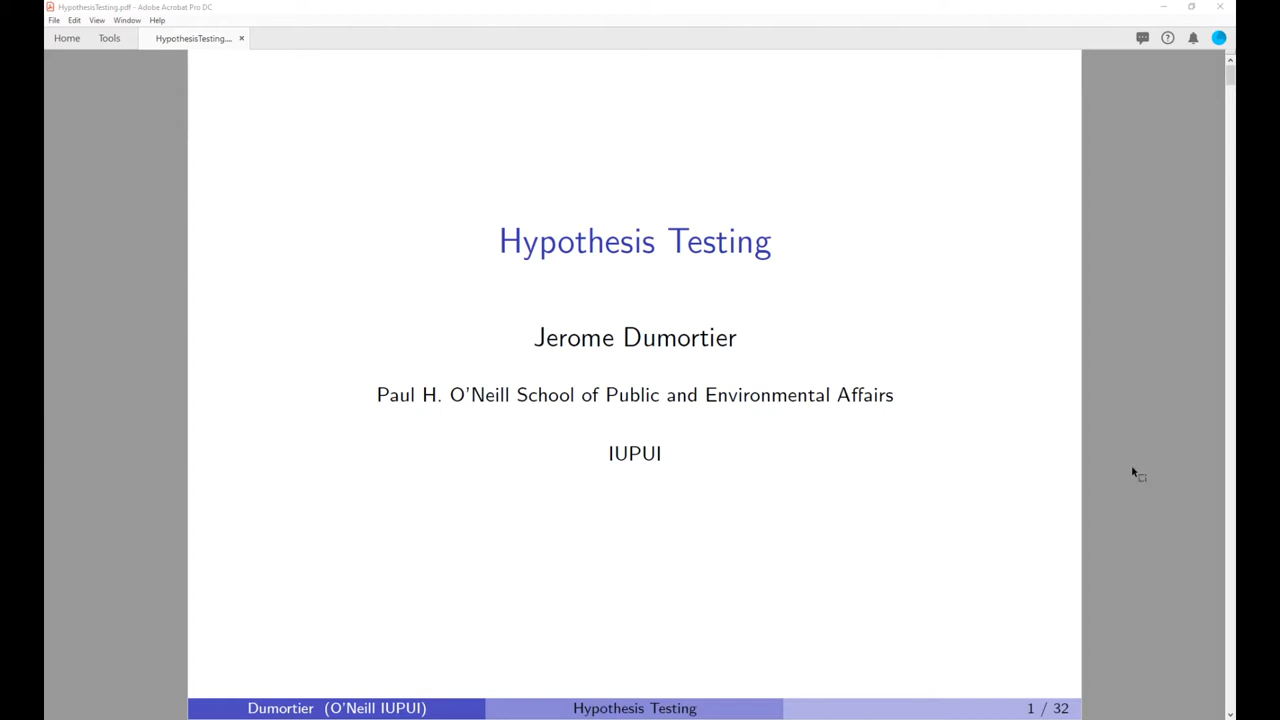 HypothesisTesting.pdf - Adobe Acrobat Pro DC
File Edit View Window Help
Home Tools HypothesisTesting....
Hypothesis Testing
Jerome Dumortier
Paul H. O'Neill School of Public and Environmental Affairs
IUPUI
Dumortier (O'Neill IUPUI) Hypothesis Testing 1 / 32